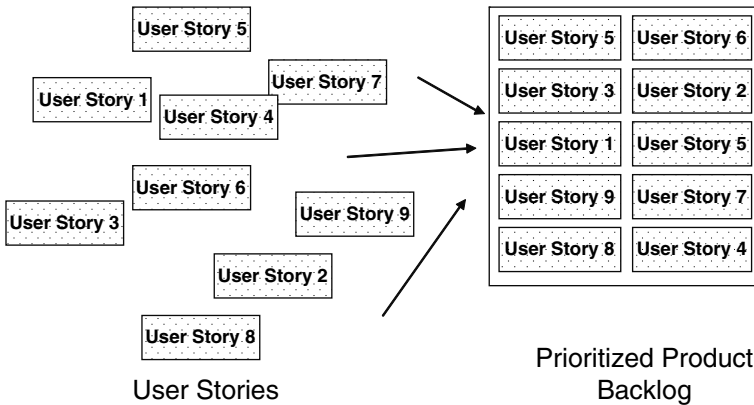 User Story 5
User Story 7
User Story 1
User Story 4
User Story 6
User Story 3
User Story 9
User Story 2
User Story 8
User Stories
User Story 5
User Story 6
User Story 3
User Story 2
User Story 1
User Story 5
User Story 9
User Story 7
User Story 8
User Story 4
Prioritized Product
Backlog